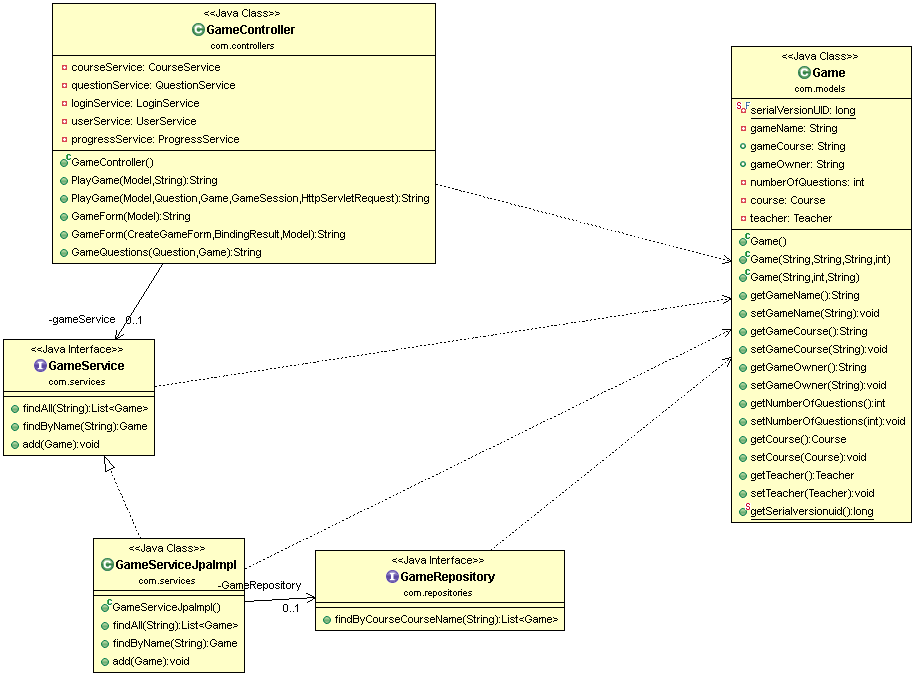 <<Java Class>>
GameController
com.controllers
courseService: CourseService
questionService: QuestionService
loginService: LoginService
userService: UserService
progressService: ProgressService
GameController()
PlayGame(Model,String):String
PlayGame(Model,Question,Game,GameSession,HttpServletRequest):String
GameForm(Model):String
GameForm(CreateGameForm,BindingResult,Model):String
GameQuestions(Question,Game):String
<<Java Class>>
Game
com.models
serialVersionUID: long
gameName: String
gameCourse: String
gameOwner: String
numberOfQuestions: int
course: Course
teacher: Teacher
Game()
Game(String,String,String,int)
Game(String,int,String)
getGameName():String
setGameName(String):void
getGameCourse():String
setGameCourse(String):void
getGameOwner():String
setGameOwner(String):void
getNumberOfQuestions():int
setNumberOfQuestions(int):void
getCourse():Course
setCourse(Course):void
getTeacher():Teacher
setTeacher(Teacher):void
getSerialversionuid():long
-gameService 0..1
<<Java Interface>>
GameService
com.services
findAll(String):List<Game>
findByName(String):Game
add(Game):void
<<Java Class>>
GameServiceJpaImpl
com.services
GameServiceJpaImpl()
findAll(String):List<Game>
findByName(String):Game
add(Game):void
-GameRepository
0..1
<<Java Interface>>
GameRepository
com.repositories
findByCourseCourseName(String):List<Game>